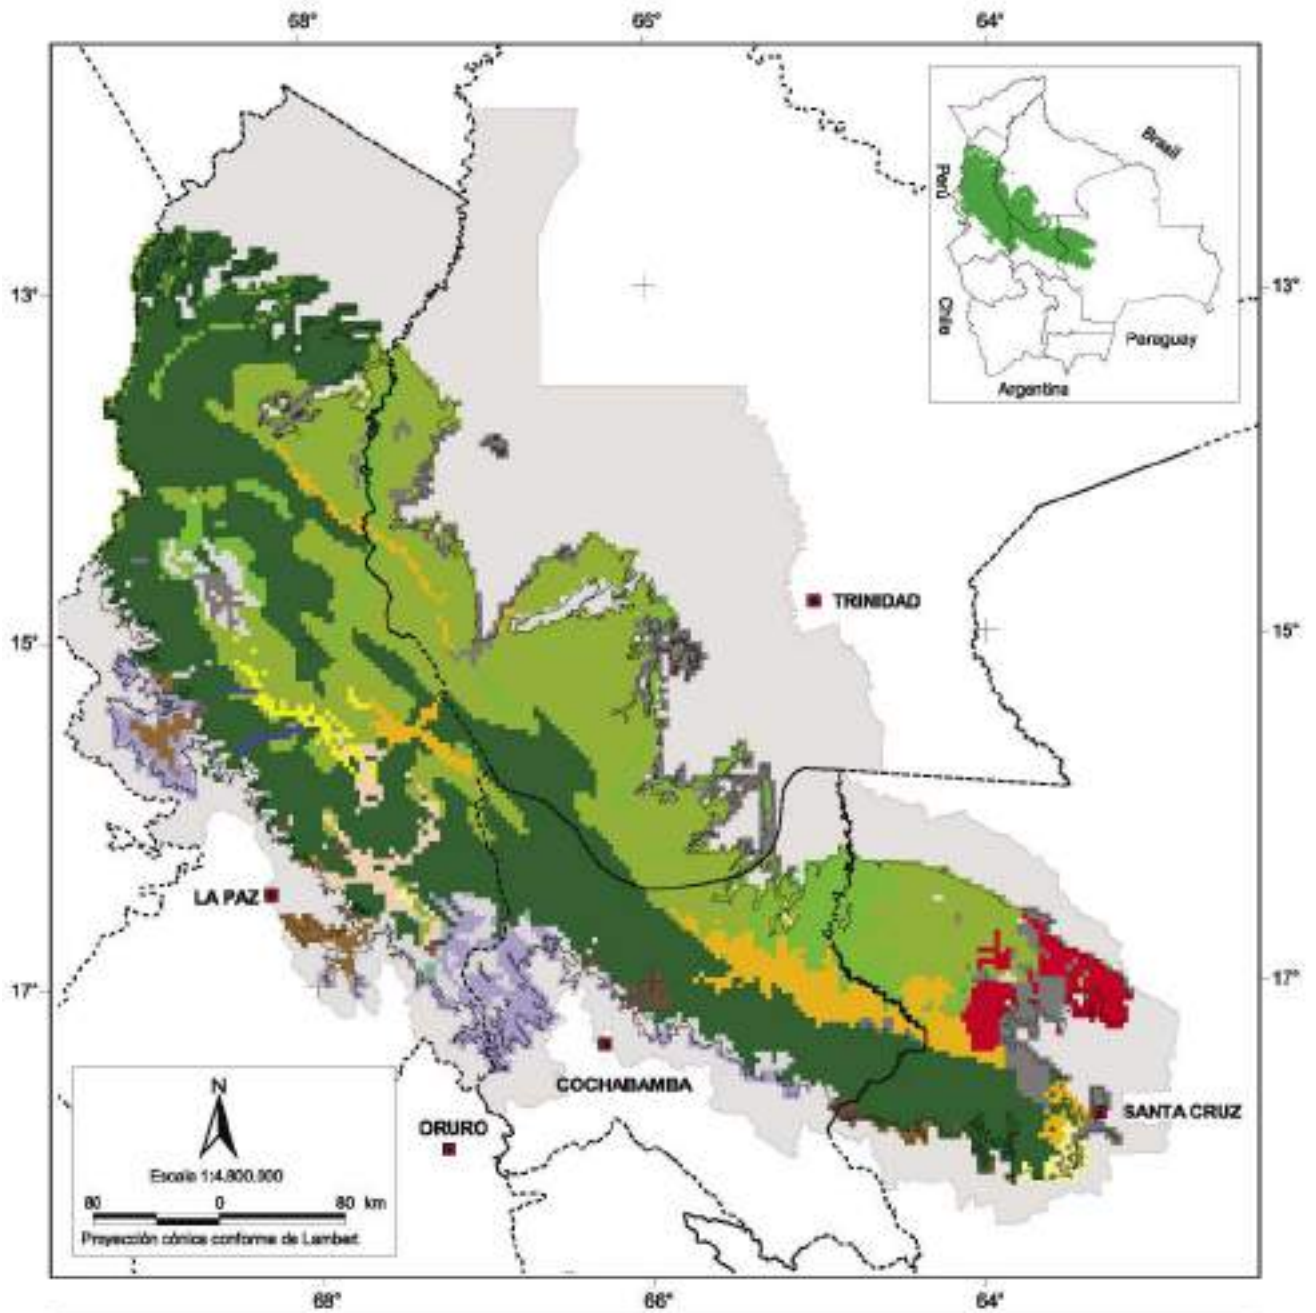 68° 66° 64°
Brasil
Perú
13° 13°
Chile
Paraguay
Argentina
TRINIDAD
15° 15°
LA PAZ
17° 17°
COCHABAMBA
SANTA CRUZ
ORURO
N
Escala 1:4.800.000
80 0 80 km
Proyección cónica conforme de Lambert
68° 66° 64°